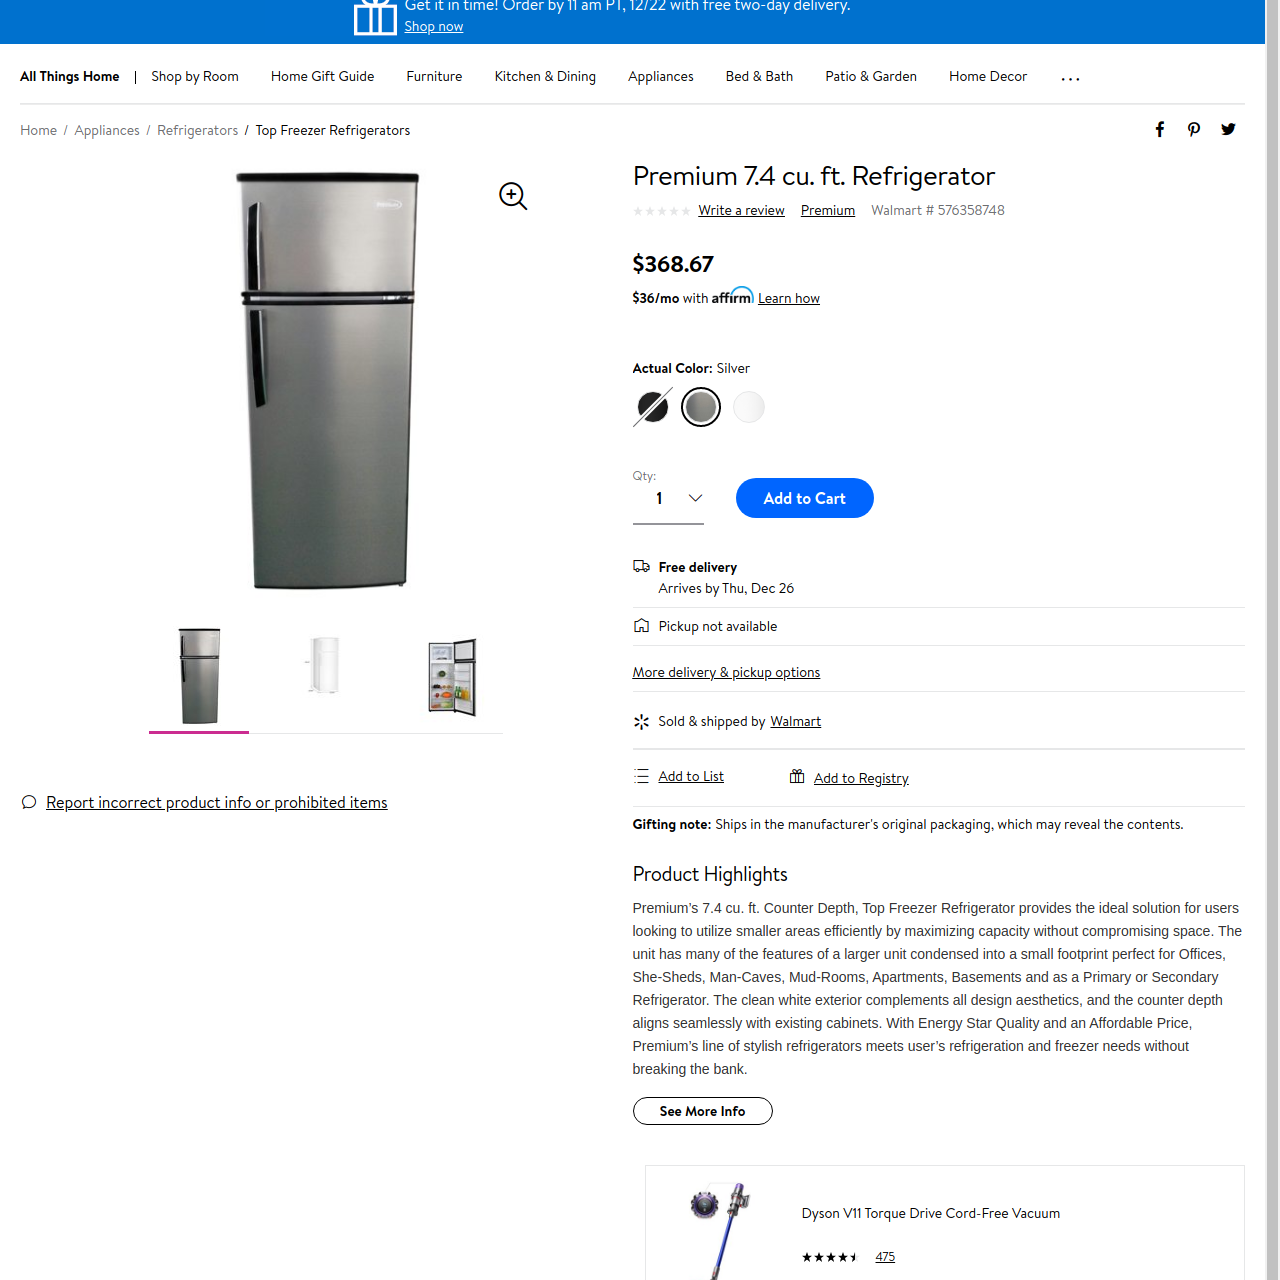 Get it in time! Order by 11 am PT, 12/22 with free two-day delivery.
Shop now
All Things Home | Shop by Room Home Gift Guide Furniture Kitchen & Dining Appliances Bed & Bath Patio & Garden Home Decor ...
Home / Appliances / Refrigerators / Top Freezer Refrigerators
Premium 7.4 cu. ft. Refrigerator
Write a review Premium Walmart # 576358748
$368.67
$36/mo with affirm Learn how
Actual Color: Silver
Qty:
1
Add to Cart
Free delivery
Arrives by Thu, Dec 26
Pickup not available
More delivery & pickup options
Sold & shipped by Walmart
Add to List Add to Registry
Gifting note: Ships in the manufacturer's original packaging, which may reveal the contents.
Report incorrect product info or prohibited items
Product Highlights
Premium’s 7.4 cu. ft. Counter Depth, Top Freezer Refrigerator provides the ideal solution for users
looking to utilize smaller areas efficiently by maximizing capacity without compromising space. The
unit has many of the features of a larger unit condensed into a small footprint perfect for Offices,
She-Sheds, Man-Caves, Mud-Rooms, Apartments, Basements and as a Primary or Secondary
Refrigerator. The clean white exterior complements all design aesthetics, and the counter depth
aligns seamlessly with existing cabinets. With Energy Star Quality and an Affordable Price,
Premium’s line of stylish refrigerators meets user’s refrigeration and freezer needs without
breaking the bank.
See More Info
Dyson V11 Torque Drive Cord-Free Vacuum
475